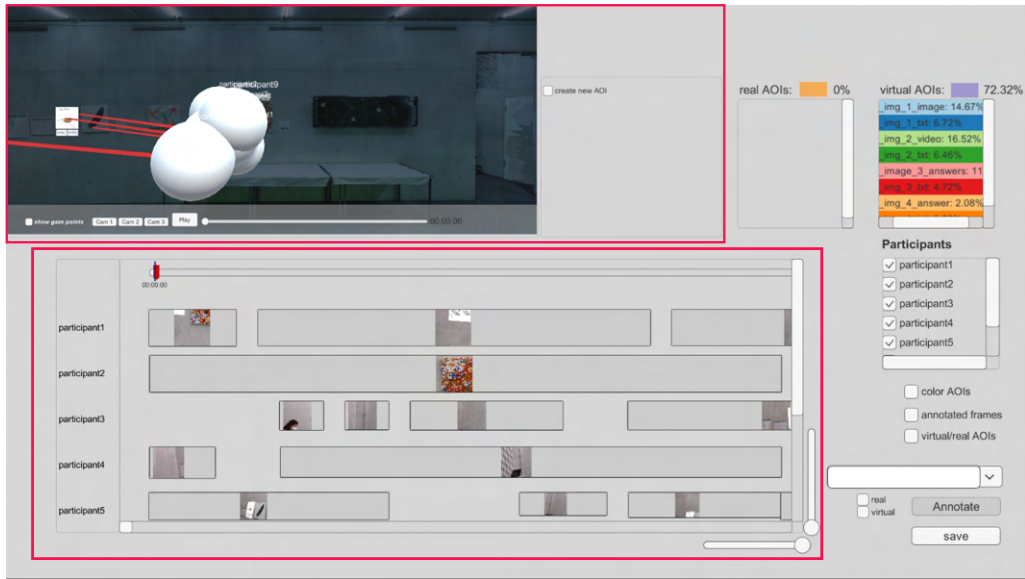 participant9
create new AOI
show gaze points
Cam 1
Cam 2
Cam 3
Play
00:00:00
real AOIs:
0%
virtual AOIs:
72.32%
_img_1_image: 14.67%
_img_1_txt: 6.72%
_img_2_video: 16.52%
_img_2_txt: 6.46%
_image_3_answers: 11
_img_3_txt: 4.72%
_img_4_answer: 2.08%
Participants
participant1
participant2
participant3
participant4
participant5
color AOIs
annotated frames
virtual/real AOIs
real
virtual
Annotate
save
00:00:00
participant1
participant2
participant3
participant4
participant5